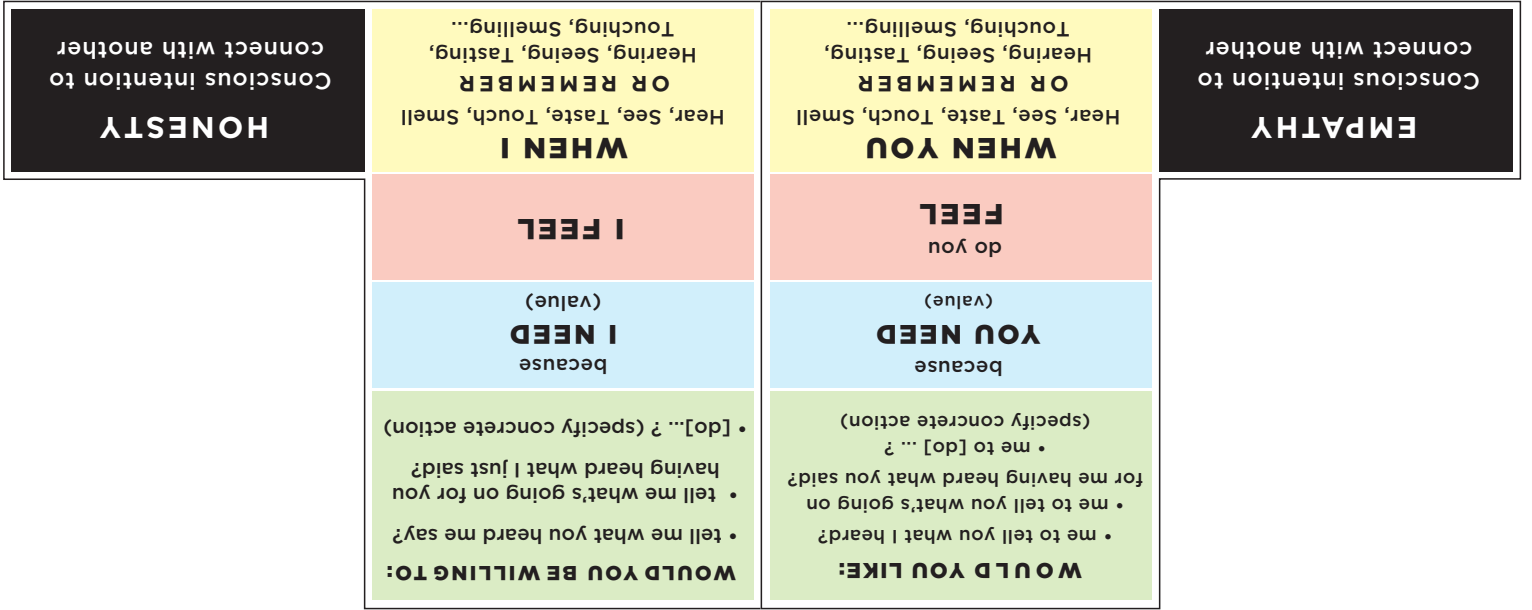 WOULD YOU LIKE:
• me to tell you what I heard?
• me to tell you what's going on
for me having heard what you said?
• me to [do] ... ?
(specify concrete action)
WOULD YOU BE WILLING TO:
• tell me what you heard me say?
• tell me what's going on for you
having heard what I just said?
• [do]... ? (specify concrete action)
because
YOU NEED
(value)
because
I NEED
(value)
do you
FEEL
I FEEL
EMPATHY
Conscious intention to
connect with another
WHEN YOU
Hear, See, Taste, Touch, Smell
OR REMEMBER
Hearing, Seeing, Tasting,
Touching, Smelling...
WHEN I
Hear, See, Taste, Touch, Smell
OR REMEMBER
Hearing, Seeing, Tasting,
Touching, Smelling...
HONESTY
Conscious intention to
connect with another